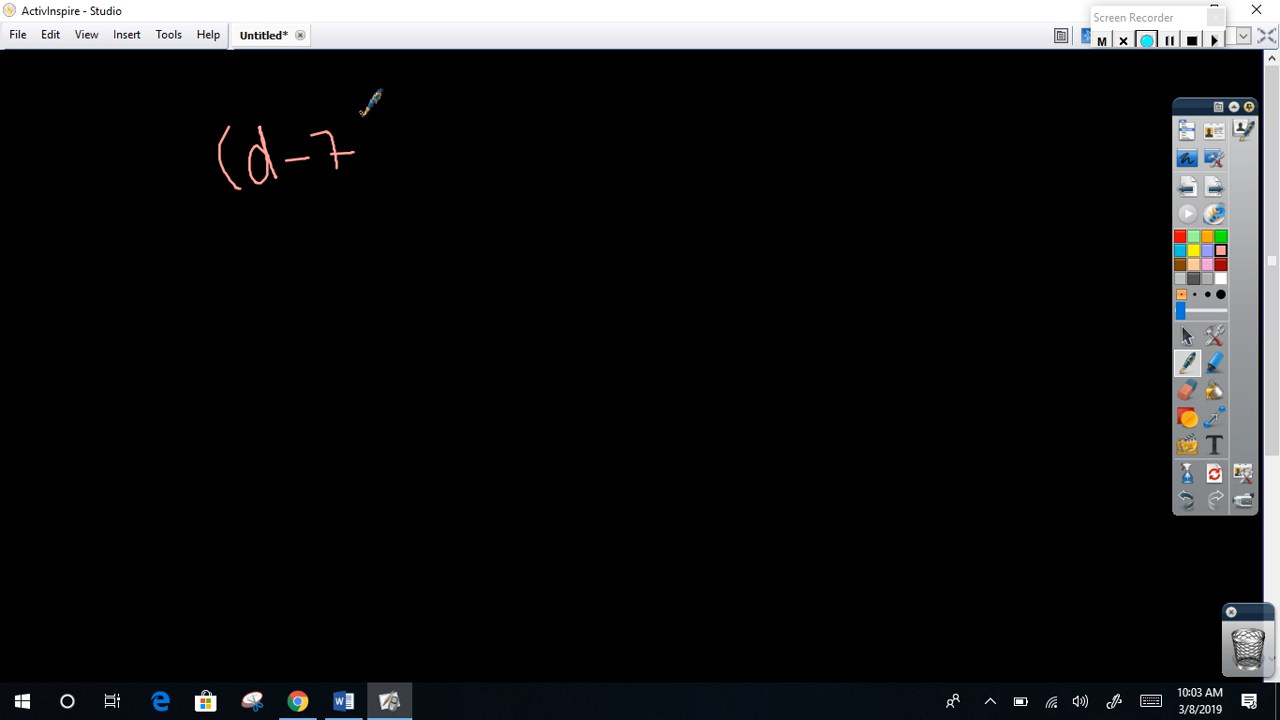 ActivInspire - Studio
Screen Recorder
File Edit View Insert Tools Help Untitled*
M
(d-7
T
10:03 AM
3/8/2019